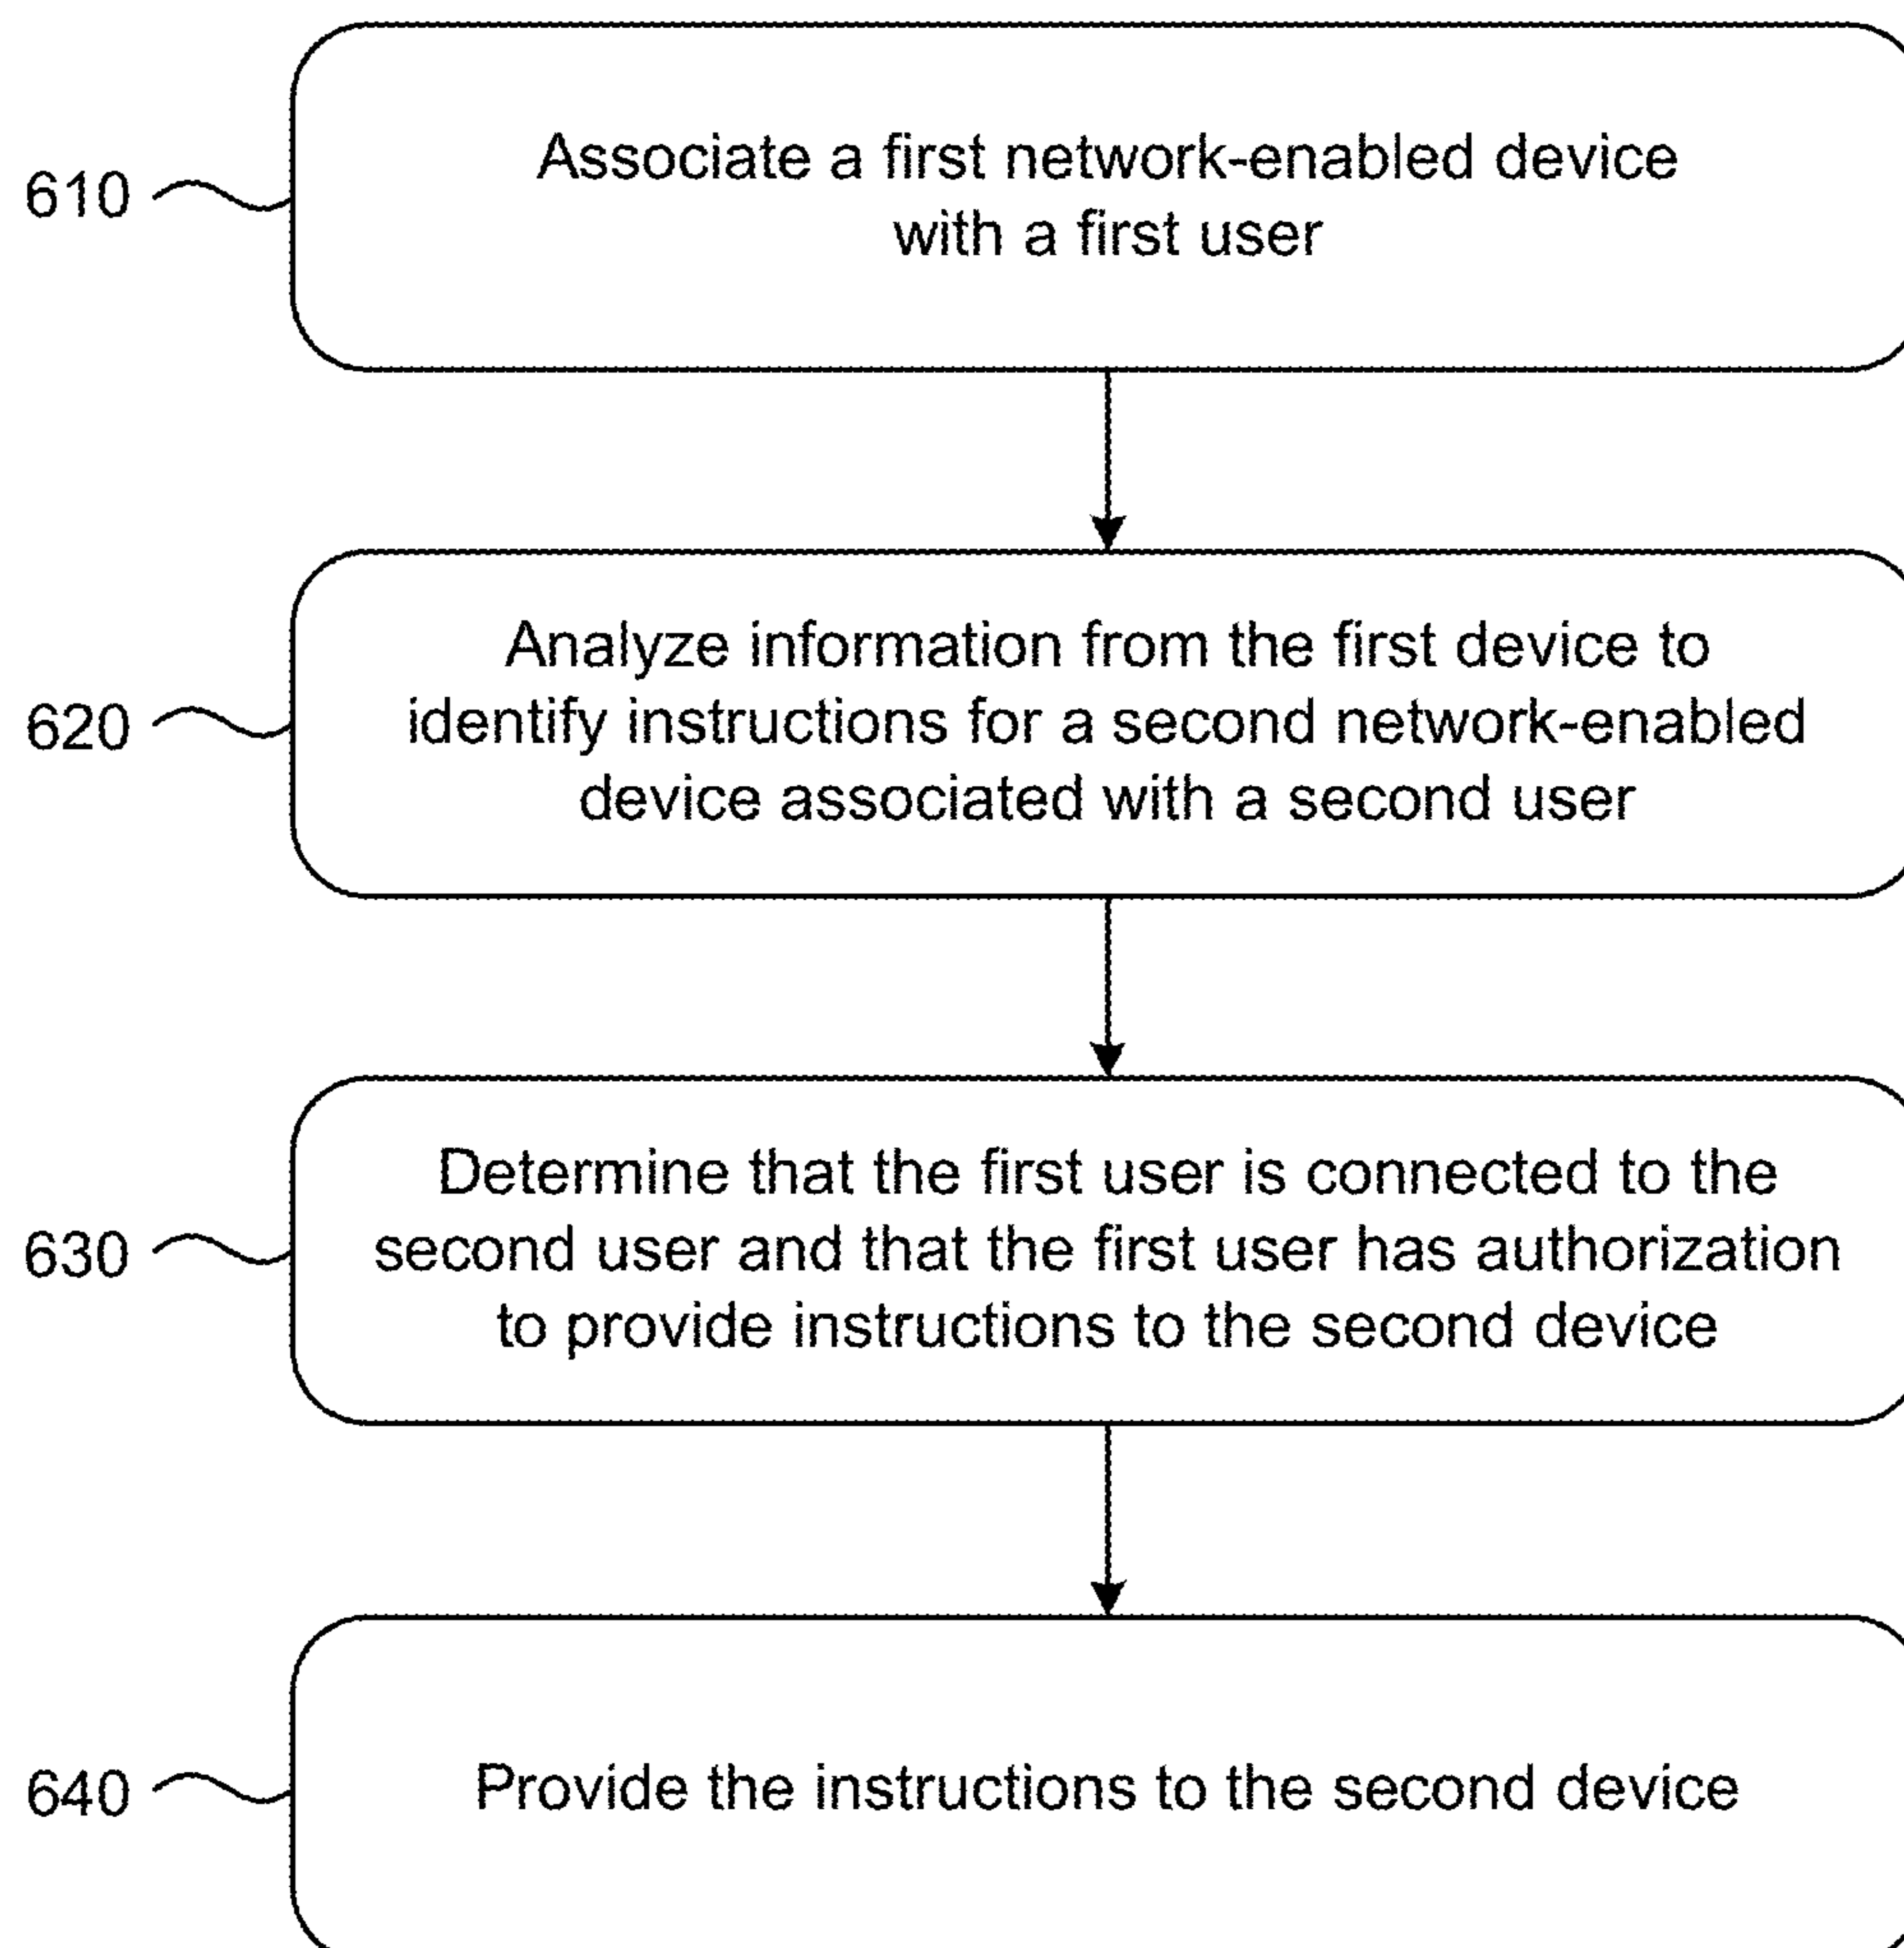 610
Associate a first network-enabled device
with a first user
620
Analyze information from the first device to
identify instructions for a second network-enabled
device associated with a second user
630
Determine that the first user is connected to the
second user and that the first user has authorization
to provide instructions to the second device
640
Provide the instructions to the second device